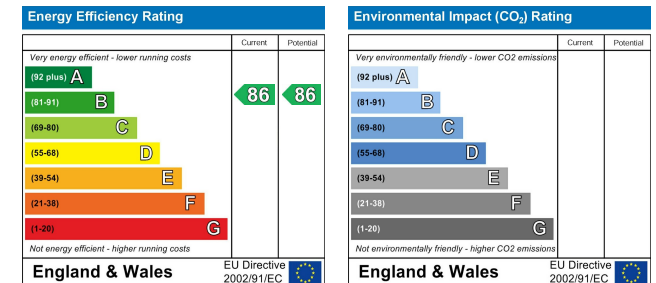 Energy Efficiency Rating
Current Potential
Very energy efficient - lower running costs
(92 plus) A
(81-91) B
86 86
(69-80) C
(55-68) D
(39-54) E
(21-38) F
(1-20) G
Not energy efficient - higher running costs
England & Wales
EU Directive
2002/91/EC
Environmental Impact (CO₂) Rating
Current Potential
Very environmentally friendly - lower CO2 emissions
(92 plus) A
(81-91) B
(69-80) C
(55-68) D
(39-54) E
(21-38) F
(1-20) G
Not environmentally friendly - higher CO2 emissions
England & Wales
EU Directive
2002/91/EC